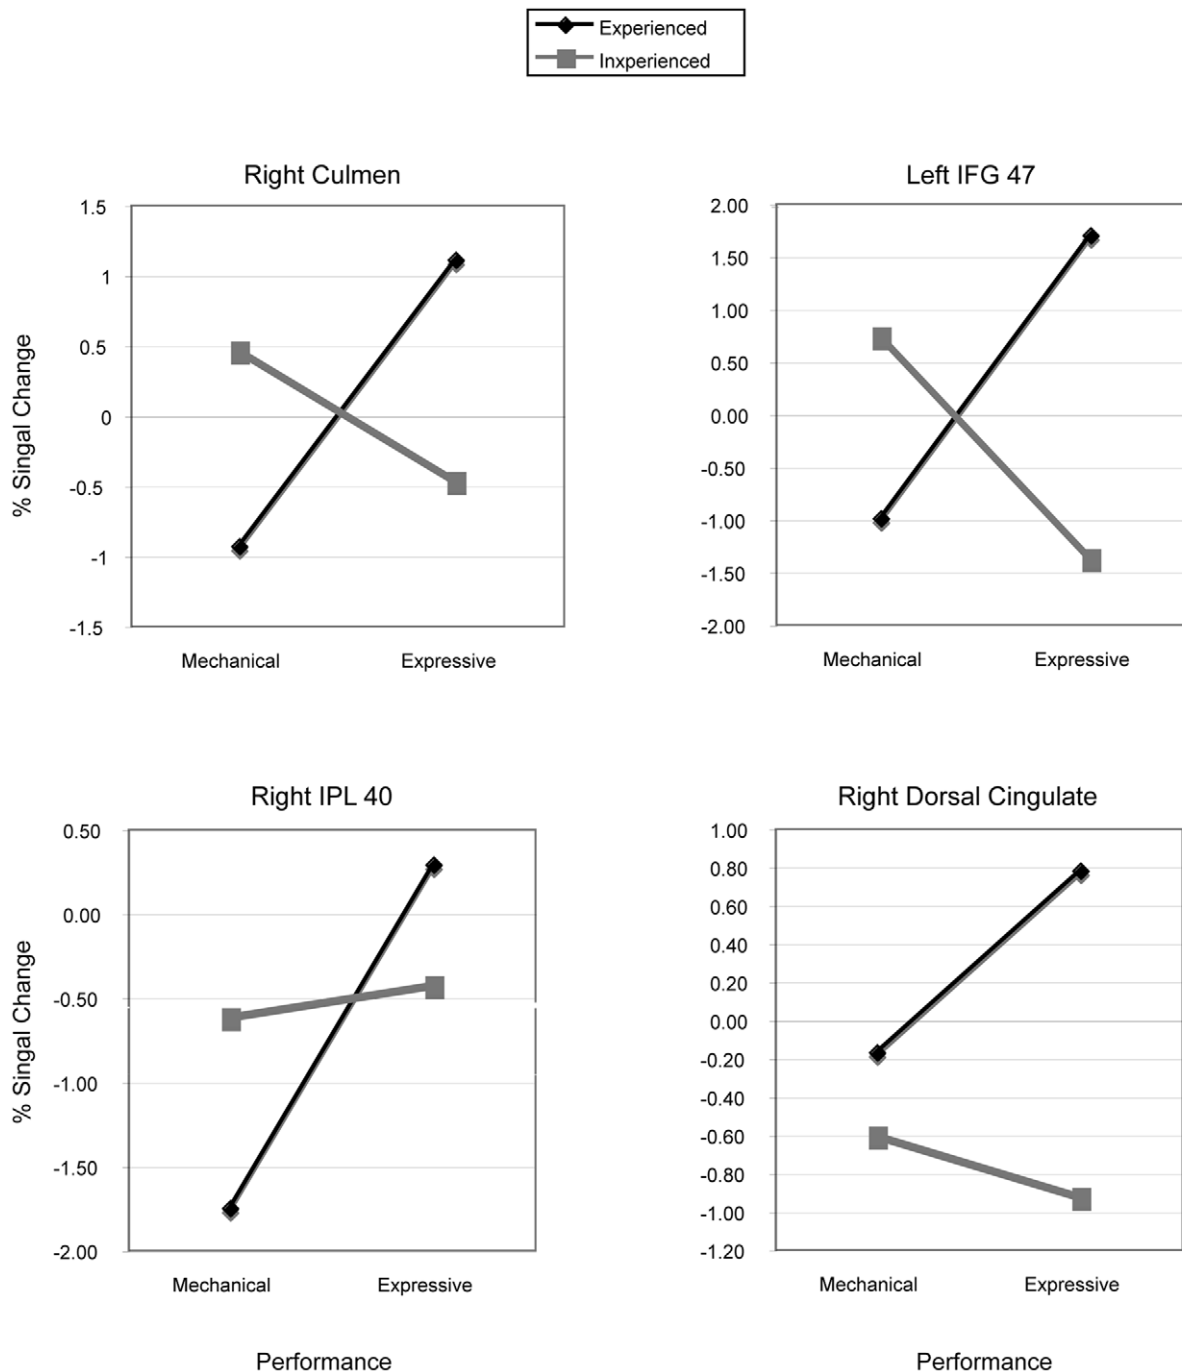 Experienced
Inxperienced
Right Culmen
1.5
1
0.5
0
-0.5
-1
-1.5
% Singal Change
Mechanical
Expressive
Left IFG 47
2.00
1.50
1.00
0.50
0.00
-0.50
-1.00
-1.50
-2.00
Mechanical
Expressive
Right IPL 40
0.50
0.00
-0.50
-1.00
-1.50
-2.00
% Singal Change
Mechanical
Expressive
Performance
Right Dorsal Cingulate
1.00
0.80
0.60
0.40
0.20
0.00
-0.20
-0.40
-0.60
-0.80
-1.00
-1.20
Mechanical
Expressive
Performance